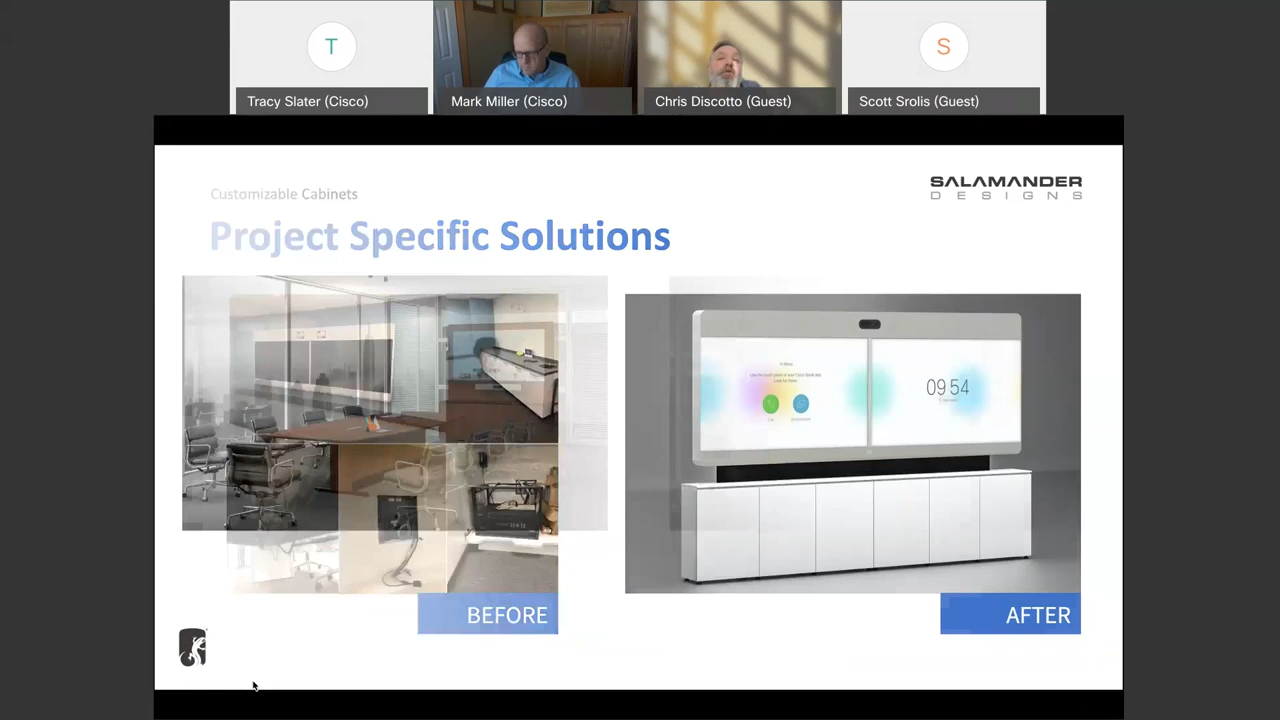 T
S
Tracy Slater (Cisco)
Mark Miller (Cisco)
Chris Discotto (Guest)
Scott Srolis (Guest)
Customizable Cabinets
SALAMANDER
DESIGNS
Project Specific Solutions
09 54
BEFORE
AFTER